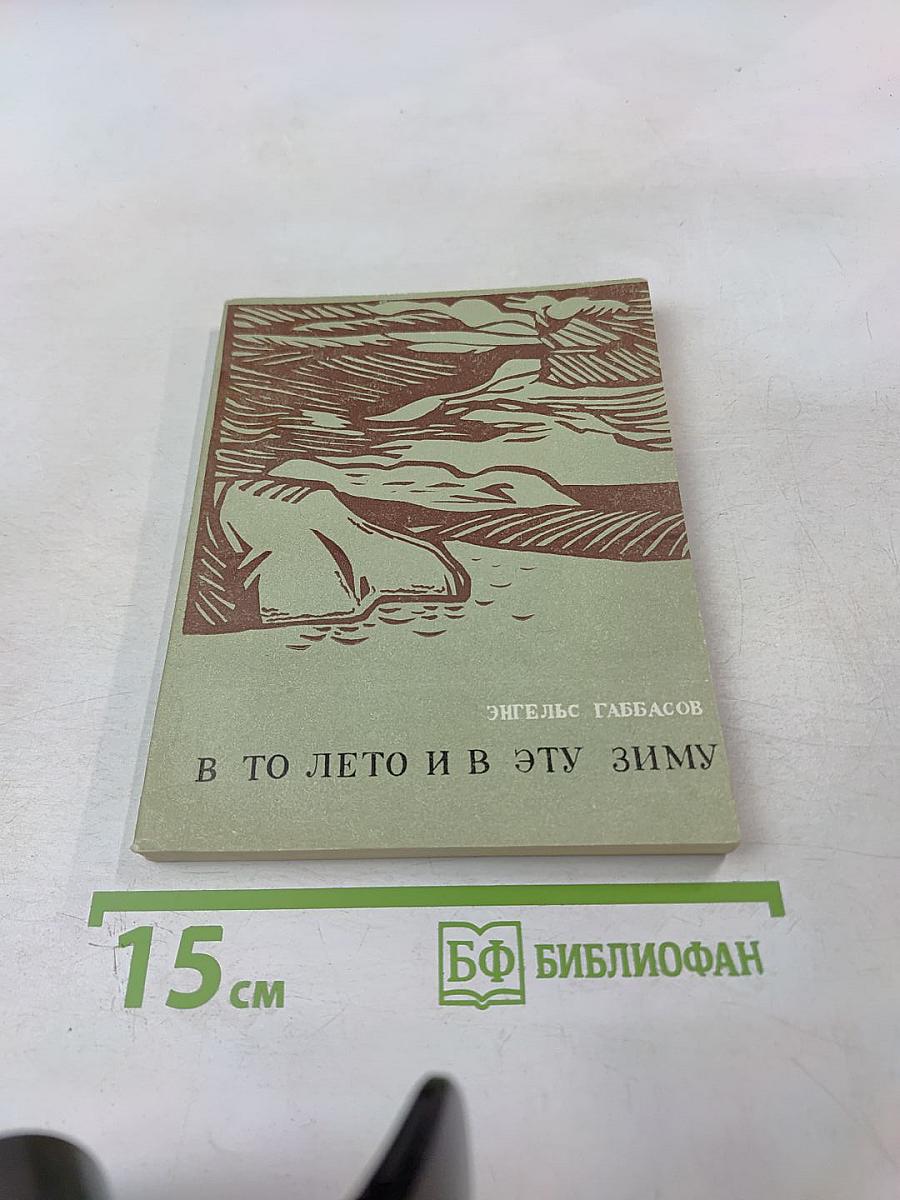 ЭНГЕЛЬС ГАББАСОВ
В ТО ЛЕТО И В ЭТУ ЗИМУ
15 см
БФ БИБЛИОФАН